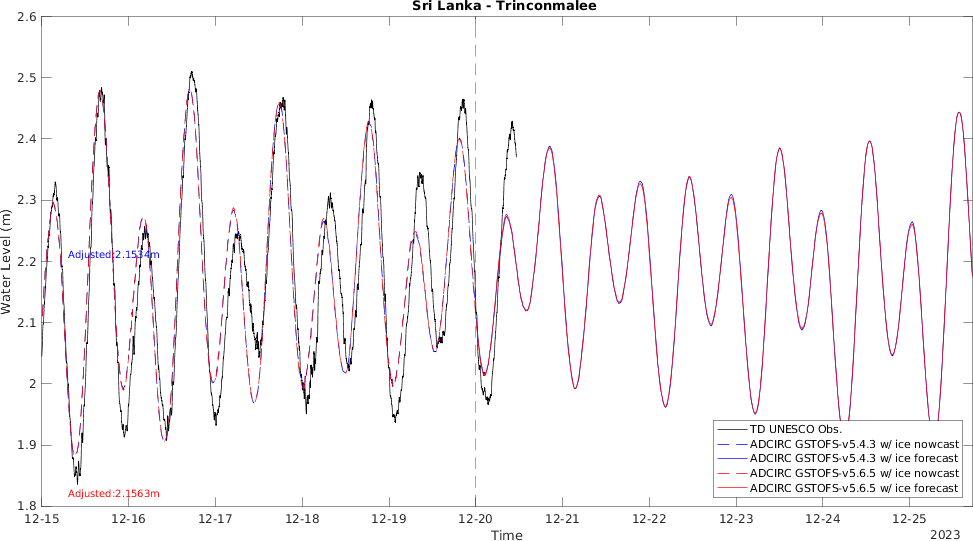 Sri Lanka - Trinconmalee
2.6
2.5
2.4
2.3
2.2
2.1
2
1.9
1.8
Water Level (m)
Adjusted:2.1534m
Adjusted:2.1563m
TD UNESCO Obs.
ADCIRC GSTOFS-v5.4.3 w/ ice nowcast
ADCIRC GSTOFS-v5.4.3 w/ ice forecast
ADCIRC GSTOFS-v5.6.5 w/ ice nowcast
ADCIRC GSTOFS-v5.6.5 w/ ice forecast
12-15 12-16 12-17 12-18 12-19 12-20 12-21 12-22 12-23 12-24 12-25
Time
2023